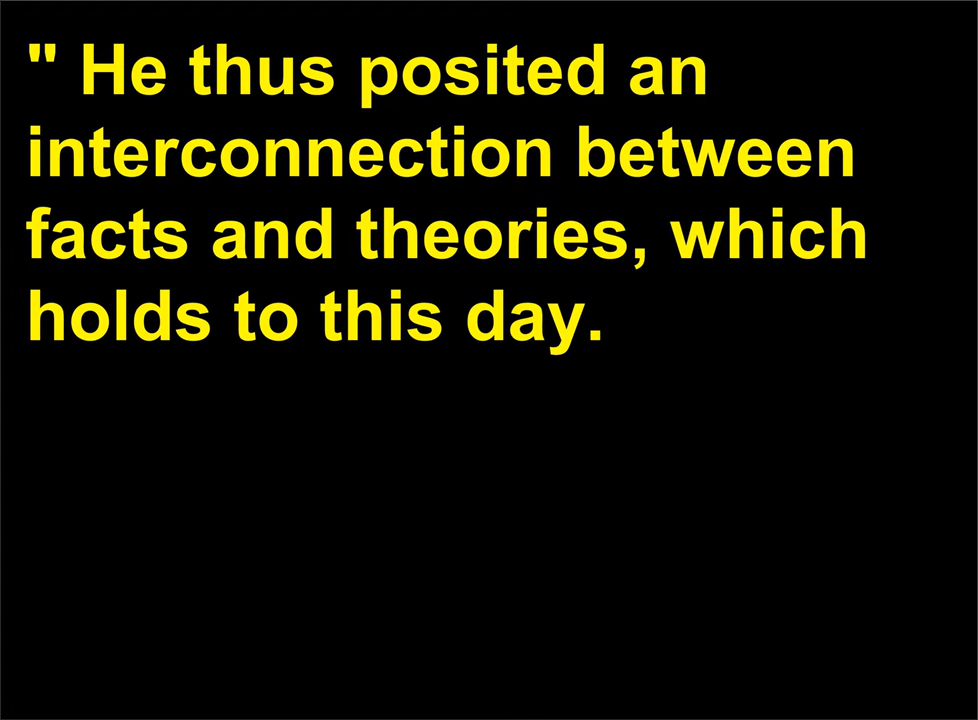 " He thus posited an
interconnection between
facts and theories, which
holds to this day.